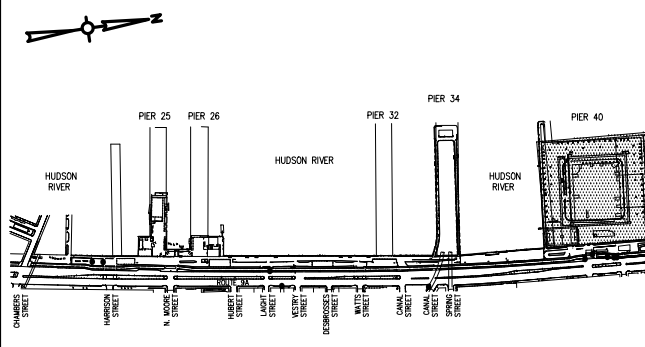 N
PIER 34
PIER 25
PIER 26
PIER 32
PIER 40
HUDSON RIVER
HUDSON
RIVER
HUDSON
RIVER
ROUTE 9A
CHAMBERS
STREET
HARRISON
STREET
N. MOORE
STREET
HUBERT
STREET
LAIGHT
STREET
VESTRY
STREET
DESBROSSES
STREET
WATTS
STREET
CANAL
STREET
CANAL
STREET
SPRING
STREET